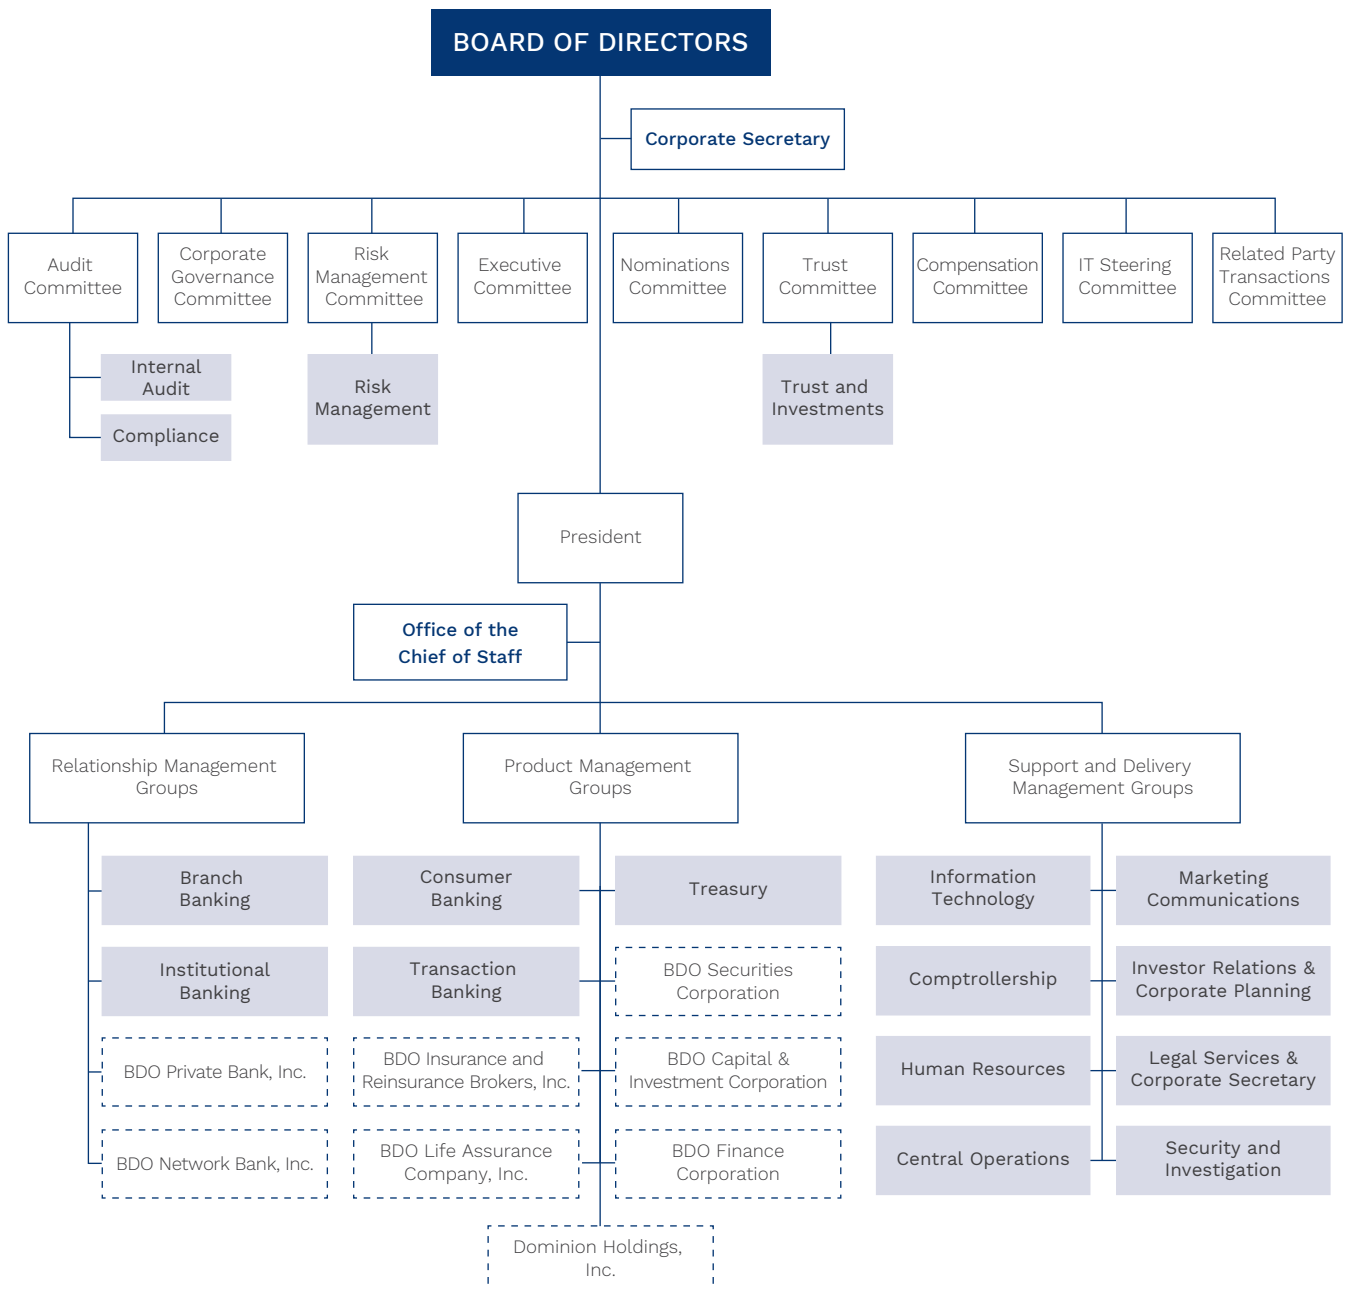 BOARD OF DIRECTORS
Corporate Secretary
Audit
Committee
Corporate
Governance
Committee
Risk
Management
Committee
Executive
Committee
Nominations
Committee
Trust
Committee
Compensation
Committee
IT Steering
Committee
Related Party
Transactions
Committee
Internal
Audit
Compliance
Risk
Management
Trust and
Investments
President
Office of the
Chief of Staff
Relationship Management
Groups
Product Management
Groups
Support and Delivery
Management Groups
Branch
Banking
Institutional
Banking
BDO Private Bank, Inc.
BDO Network Bank, Inc.
Consumer
Banking
Treasury
Transaction
Banking
BDO Securities
Corporation
BDO Insurance and
Reinsurance Brokers, Inc.
BDO Capital &
Investment Corporation
BDO Life Assurance
Company, Inc.
BDO Finance
Corporation
Dominion Holdings,
Inc.
Information
Technology
Marketing
Communications
Comptrollership
Investor Relations &
Corporate Planning
Human Resources
Legal Services &
Corporate Secretary
Central Operations
Security and
Investigation